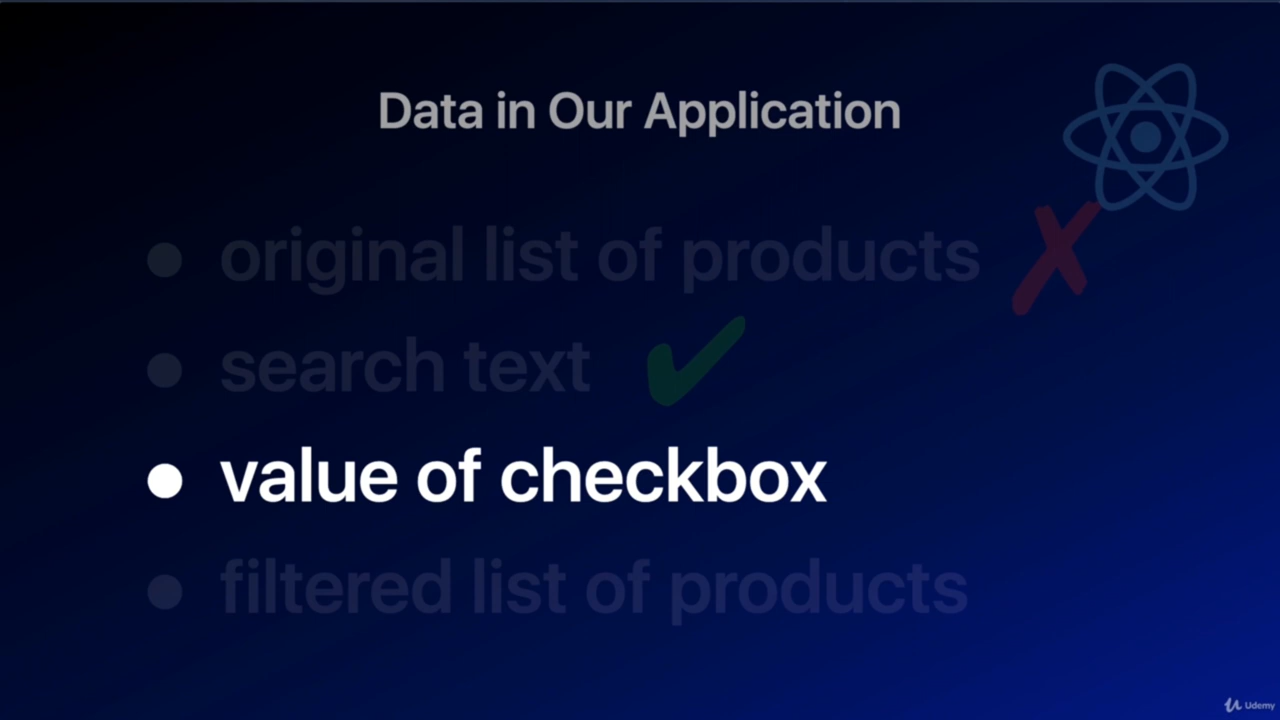 Data in Our Application
• original list of products ✗
• search text ✔
• value of checkbox
• filtered list of products
Udemy